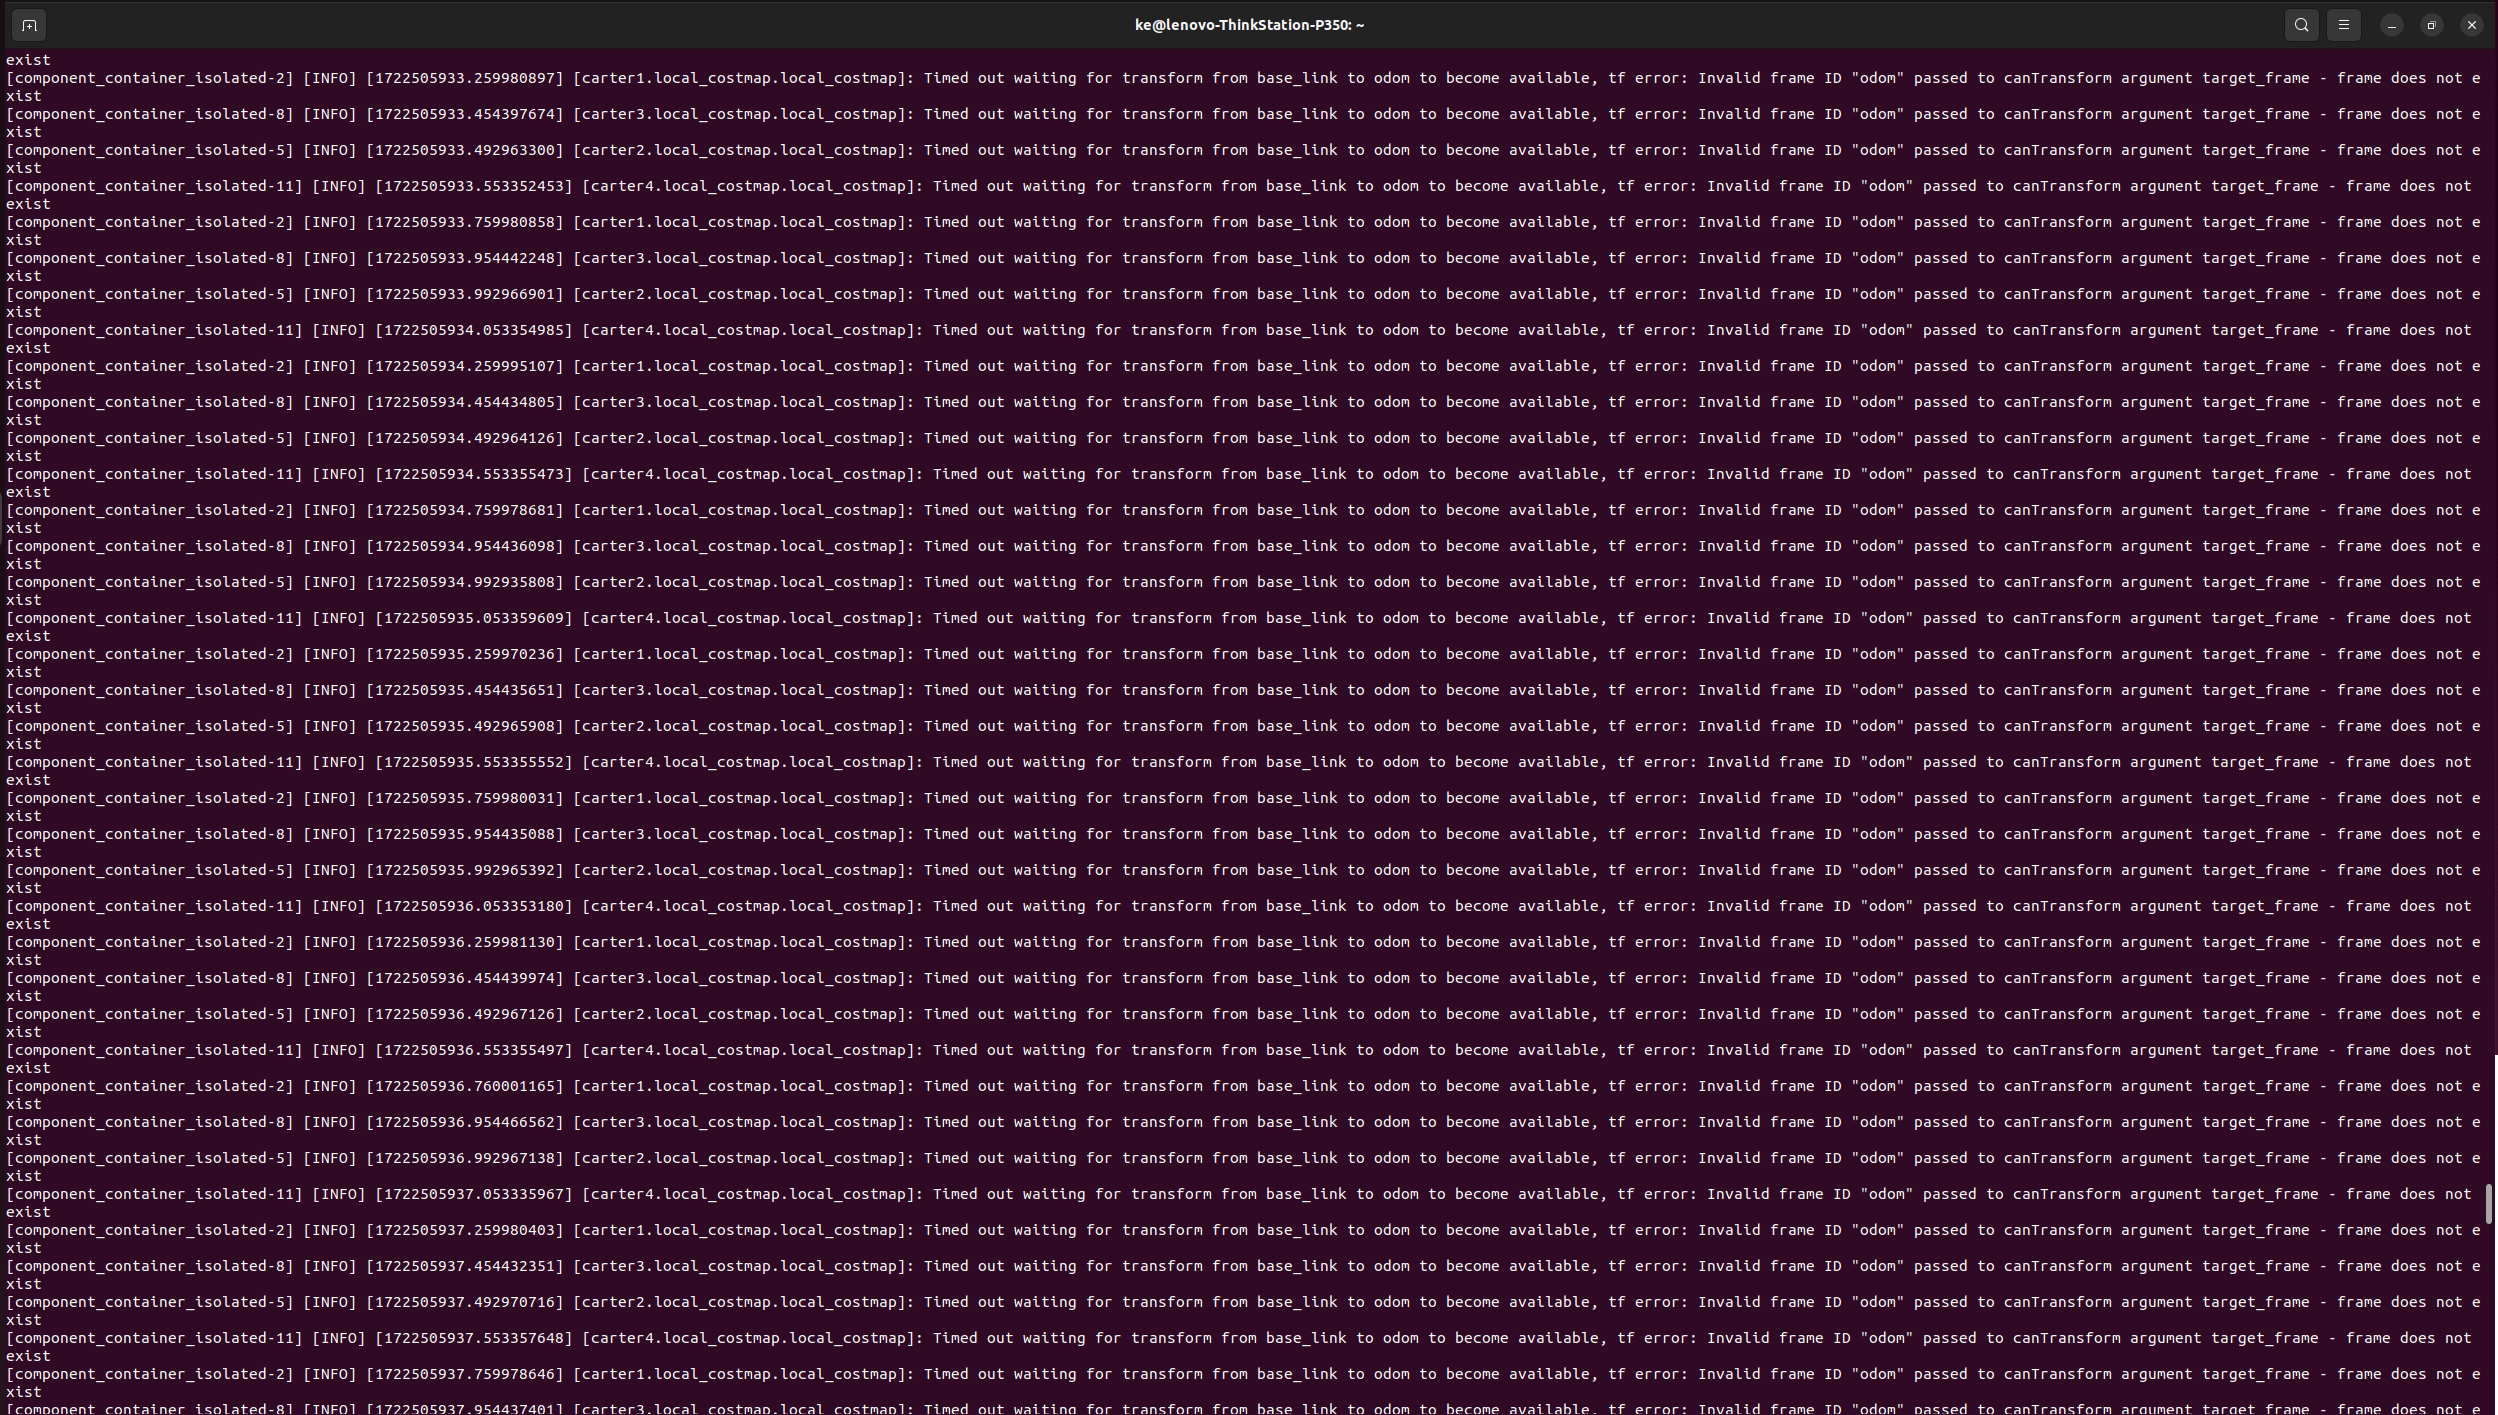 ke@lenovo-ThinkStation-P350: ~
exist
[component_container_isolated-2] [INFO] [1722505933.259980897] [carter1.local_costmap.local_costmap]: Timed out waiting for transform from base_link to odom to become available, tf error: Invalid frame ID "odom" passed to canTransform argument target_frame - frame does not e
xist
[component_container_isolated-8] [INFO] [1722505933.454397674] [carter3.local_costmap.local_costmap]: Timed out waiting for transform from base_link to odom to become available, tf error: Invalid frame ID "odom" passed to canTransform argument target_frame - frame does not e
xist
[component_container_isolated-5] [INFO] [1722505933.492963300] [carter2.local_costmap.local_costmap]: Timed out waiting for transform from base_link to odom to become available, tf error: Invalid frame ID "odom" passed to canTransform argument target_frame - frame does not e
xist
[component_container_isolated-11] [INFO] [1722505933.553352453] [carter4.local_costmap.local_costmap]: Timed out waiting for transform from base_link to odom to become available, tf error: Invalid frame ID "odom" passed to canTransform argument target_frame - frame does not
exist
[component_container_isolated-2] [INFO] [1722505933.759980858] [carter1.local_costmap.local_costmap]: Timed out waiting for transform from base_link to odom to become available, tf error: Invalid frame ID "odom" passed to canTransform argument target_frame - frame does not e
xist
[component_container_isolated-8] [INFO] [1722505933.954442248] [carter3.local_costmap.local_costmap]: Timed out waiting for transform from base_link to odom to become available, tf error: Invalid frame ID "odom" passed to canTransform argument target_frame - frame does not e
xist
[component_container_isolated-5] [INFO] [1722505933.992966901] [carter2.local_costmap.local_costmap]: Timed out waiting for transform from base_link to odom to become available, tf error: Invalid frame ID "odom" passed to canTransform argument target_frame - frame does not e
xist
[component_container_isolated-11] [INFO] [1722505934.053354985] [carter4.local_costmap.local_costmap]: Timed out waiting for transform from base_link to odom to become available, tf error: Invalid frame ID "odom" passed to canTransform argument target_frame - frame does not
exist
[component_container_isolated-2] [INFO] [1722505934.259995107] [carter1.local_costmap.local_costmap]: Timed out waiting for transform from base_link to odom to become available, tf error: Invalid frame ID "odom" passed to canTransform argument target_frame - frame does not e
xist
[component_container_isolated-8] [INFO] [1722505934.454434805] [carter3.local_costmap.local_costmap]: Timed out waiting for transform from base_link to odom to become available, tf error: Invalid frame ID "odom" passed to canTransform argument target_frame - frame does not e
xist
[component_container_isolated-5] [INFO] [1722505934.492964126] [carter2.local_costmap.local_costmap]: Timed out waiting for transform from base_link to odom to become available, tf error: Invalid frame ID "odom" passed to canTransform argument target_frame - frame does not e
xist
[component_container_isolated-11] [INFO] [1722505934.553355473] [carter4.local_costmap.local_costmap]: Timed out waiting for transform from base_link to odom to become available, tf error: Invalid frame ID "odom" passed to canTransform argument target_frame - frame does not
exist
[component_container_isolated-2] [INFO] [1722505934.759978681] [carter1.local_costmap.local_costmap]: Timed out waiting for transform from base_link to odom to become available, tf error: Invalid frame ID "odom" passed to canTransform argument target_frame - frame does not e
xist
[component_container_isolated-8] [INFO] [1722505934.954436098] [carter3.local_costmap.local_costmap]: Timed out waiting for transform from base_link to odom to become available, tf error: Invalid frame ID "odom" passed to canTransform argument target_frame - frame does not e
xist
[component_container_isolated-5] [INFO] [1722505934.992935808] [carter2.local_costmap.local_costmap]: Timed out waiting for transform from base_link to odom to become available, tf error: Invalid frame ID "odom" passed to canTransform argument target_frame - frame does not e
xist
[component_container_isolated-11] [INFO] [1722505935.053359609] [carter4.local_costmap.local_costmap]: Timed out waiting for transform from base_link to odom to become available, tf error: Invalid frame ID "odom" passed to canTransform argument target_frame - frame does not
exist
[component_container_isolated-2] [INFO] [1722505935.259970236] [carter1.local_costmap.local_costmap]: Timed out waiting for transform from base_link to odom to become available, tf error: Invalid frame ID "odom" passed to canTransform argument target_frame - frame does not e
xist
[component_container_isolated-8] [INFO] [1722505935.454435651] [carter3.local_costmap.local_costmap]: Timed out waiting for transform from base_link to odom to become available, tf error: Invalid frame ID "odom" passed to canTransform argument target_frame - frame does not e
xist
[component_container_isolated-5] [INFO] [1722505935.492965908] [carter2.local_costmap.local_costmap]: Timed out waiting for transform from base_link to odom to become available, tf error: Invalid frame ID "odom" passed to canTransform argument target_frame - frame does not e
xist
[component_container_isolated-11] [INFO] [1722505935.553355552] [carter4.local_costmap.local_costmap]: Timed out waiting for transform from base_link to odom to become available, tf error: Invalid frame ID "odom" passed to canTransform argument target_frame - frame does not
exist
[component_container_isolated-2] [INFO] [1722505935.759980031] [carter1.local_costmap.local_costmap]: Timed out waiting for transform from base_link to odom to become available, tf error: Invalid frame ID "odom" passed to canTransform argument target_frame - frame does not e
xist
[component_container_isolated-8] [INFO] [1722505935.954435088] [carter3.local_costmap.local_costmap]: Timed out waiting for transform from base_link to odom to become available, tf error: Invalid frame ID "odom" passed to canTransform argument target_frame - frame does not e
xist
[component_container_isolated-5] [INFO] [1722505935.992965392] [carter2.local_costmap.local_costmap]: Timed out waiting for transform from base_link to odom to become available, tf error: Invalid frame ID "odom" passed to canTransform argument target_frame - frame does not e
xist
[component_container_isolated-11] [INFO] [1722505936.053353180] [carter4.local_costmap.local_costmap]: Timed out waiting for transform from base_link to odom to become available, tf error: Invalid frame ID "odom" passed to canTransform argument target_frame - frame does not
exist
[component_container_isolated-2] [INFO] [1722505936.259981130] [carter1.local_costmap.local_costmap]: Timed out waiting for transform from base_link to odom to become available, tf error: Invalid frame ID "odom" passed to canTransform argument target_frame - frame does not e
xist
[component_container_isolated-8] [INFO] [1722505936.454439974] [carter3.local_costmap.local_costmap]: Timed out waiting for transform from base_link to odom to become available, tf error: Invalid frame ID "odom" passed to canTransform argument target_frame - frame does not e
xist
[component_container_isolated-5] [INFO] [1722505936.492967126] [carter2.local_costmap.local_costmap]: Timed out waiting for transform from base_link to odom to become available, tf error: Invalid frame ID "odom" passed to canTransform argument target_frame - frame does not e
xist
[component_container_isolated-11] [INFO] [1722505936.553355497] [carter4.local_costmap.local_costmap]: Timed out waiting for transform from base_link to odom to become available, tf error: Invalid frame ID "odom" passed to canTransform argument target_frame - frame does not
exist
[component_container_isolated-2] [INFO] [1722505936.760001165] [carter1.local_costmap.local_costmap]: Timed out waiting for transform from base_link to odom to become available, tf error: Invalid frame ID "odom" passed to canTransform argument target_frame - frame does not e
xist
[component_container_isolated-8] [INFO] [1722505936.954466562] [carter3.local_costmap.local_costmap]: Timed out waiting for transform from base_link to odom to become available, tf error: Invalid frame ID "odom" passed to canTransform argument target_frame - frame does not e
xist
[component_container_isolated-5] [INFO] [1722505936.992967138] [carter2.local_costmap.local_costmap]: Timed out waiting for transform from base_link to odom to become available, tf error: Invalid frame ID "odom" passed to canTransform argument target_frame - frame does not e
xist
[component_container_isolated-11] [INFO] [1722505937.053335967] [carter4.local_costmap.local_costmap]: Timed out waiting for transform from base_link to odom to become available, tf error: Invalid frame ID "odom" passed to canTransform argument target_frame - frame does not
exist
[component_container_isolated-2] [INFO] [1722505937.259980403] [carter1.local_costmap.local_costmap]: Timed out waiting for transform from base_link to odom to become available, tf error: Invalid frame ID "odom" passed to canTransform argument target_frame - frame does not e
xist
[component_container_isolated-8] [INFO] [1722505937.454432351] [carter3.local_costmap.local_costmap]: Timed out waiting for transform from base_link to odom to become available, tf error: Invalid frame ID "odom" passed to canTransform argument target_frame - frame does not e
xist
[component_container_isolated-5] [INFO] [1722505937.492970716] [carter2.local_costmap.local_costmap]: Timed out waiting for transform from base_link to odom to become available, tf error: Invalid frame ID "odom" passed to canTransform argument target_frame - frame does not e
xist
[component_container_isolated-11] [INFO] [1722505937.553357648] [carter4.local_costmap.local_costmap]: Timed out waiting for transform from base_link to odom to become available, tf error: Invalid frame ID "odom" passed to canTransform argument target_frame - frame does not
exist
[component_container_isolated-2] [INFO] [1722505937.759978646] [carter1.local_costmap.local_costmap]: Timed out waiting for transform from base_link to odom to become available, tf error: Invalid frame ID "odom" passed to canTransform argument target_frame - frame does not e
xist
[component_container_isolated-8] [INFO] [1722505937.954437401] [carter3.local_costmap.local_costmap]: Timed out waiting for transform from base_link to odom to become available, tf error: Invalid frame ID "odom" passed to canTransform argument target_frame - frame does not e